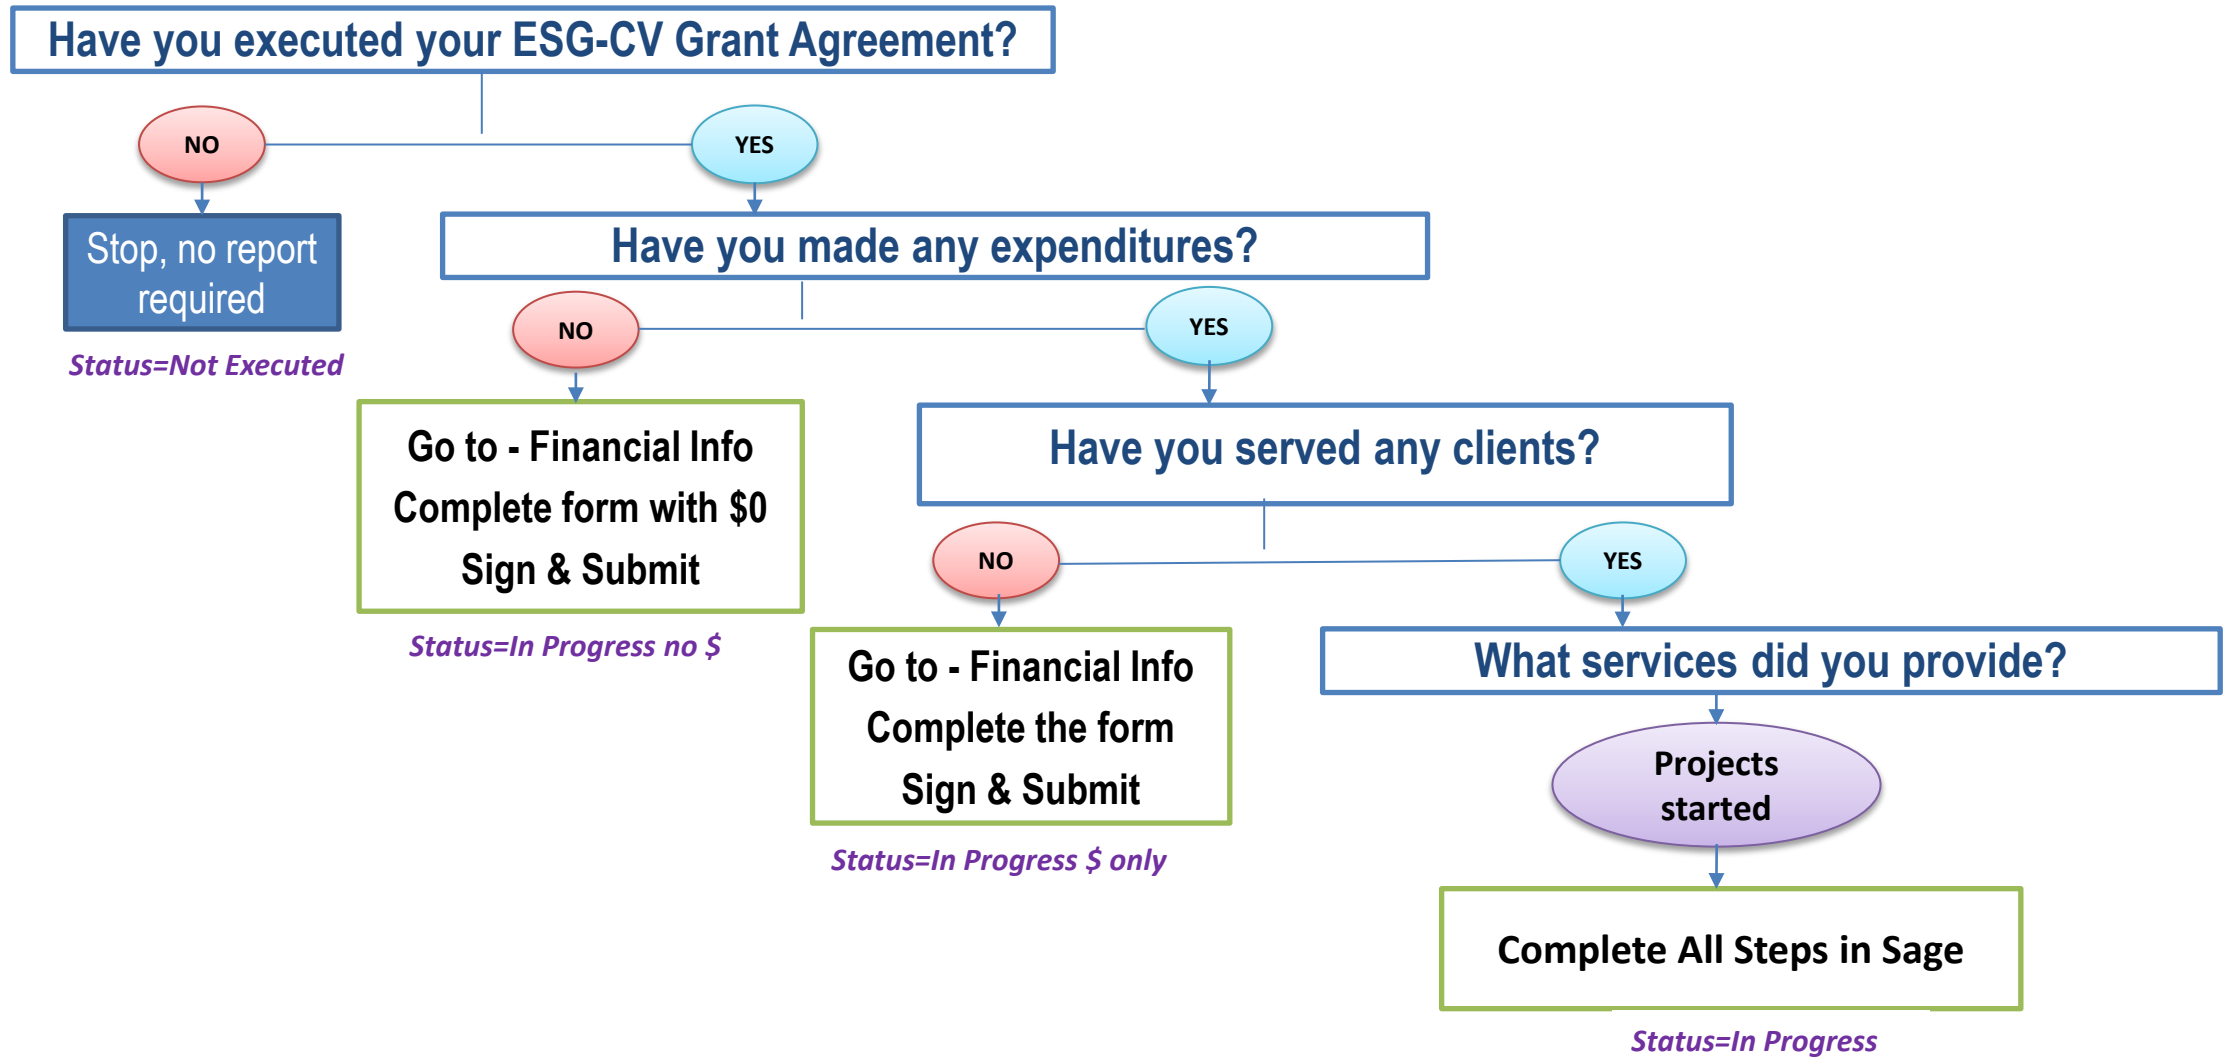 Have you executed your ESG-CV Grant Agreement?
NO
YES
Stop, no report
required
Status=Not Executed
Have you made any expenditures?
NO
YES
Go to - Financial Info
Complete form with $0
Sign & Submit
Status=In Progress no $
Have you served any clients?
NO
YES
Go to - Financial Info
Complete the form
Sign & Submit
Status=In Progress $ only
What services did you provide?
Projects
started
Complete All Steps in Sage
Status=In Progress